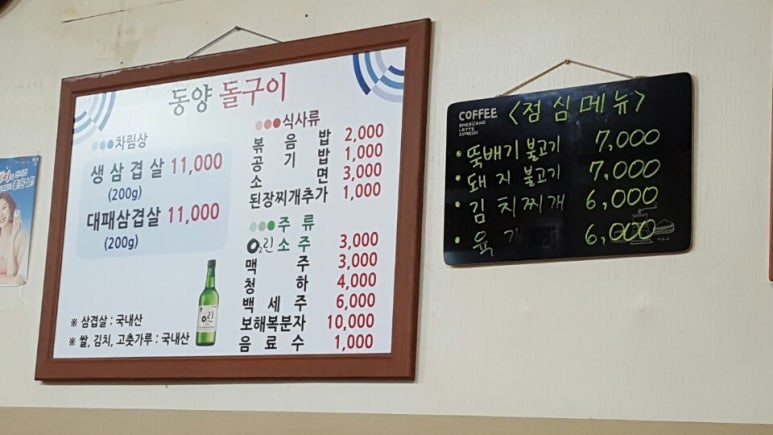 동양 돌구이
차림상
생삼겹살 11,000
(200g)
대패삼겹살 11,000
(200g)
※ 삼겹살 : 국내산
※ 쌀, 김치, 고춧가루 : 국내산
식사류
볶음밥 2,000
공기밥 1,000
소면 3,000
된장찌개추가 1,000
주류
O2린 소주 3,000
맥주 3,000
청하 4,000
백세주 6,000
보해복분자 10,000
음료수 1,000
COFFEE
AMERICANO
LATTE
ESPRESSO
<점심메뉴>
• 뚝배기 불고기 7,000
• 돼지 불고기 7,000
• 김치찌개 6,000
• 육 6,000